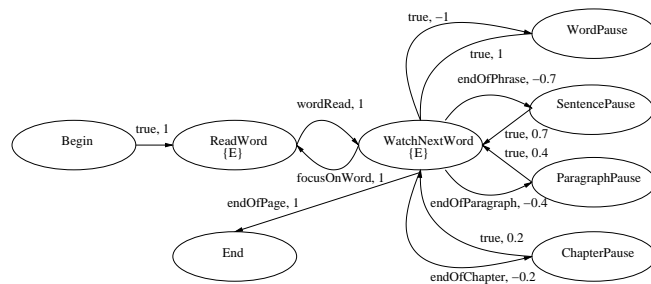 true, −1
WordPause
true, 1
endOfPhrase, −0.7
wordRead, 1
SentencePause
true, 1
Begin
ReadWord
{E}
WatchNextWord
{E}
true, 0.7
true, 0.4
focusOnWord, 1
ParagraphPause
endOfPage, 1
endOfParagraph, −0.4
true, 0.2
End
ChapterPause
endOfChapter, −0.2